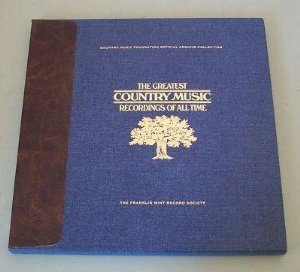 COUNTRY MUSIC FOUNDATION OFFICIAL ARCHIVE COLLECTION
THE GREATEST
COUNTRY MUSIC
RECORDINGS OF ALL TIME
THE FRANKLIN MINT RECORD SOCIETY